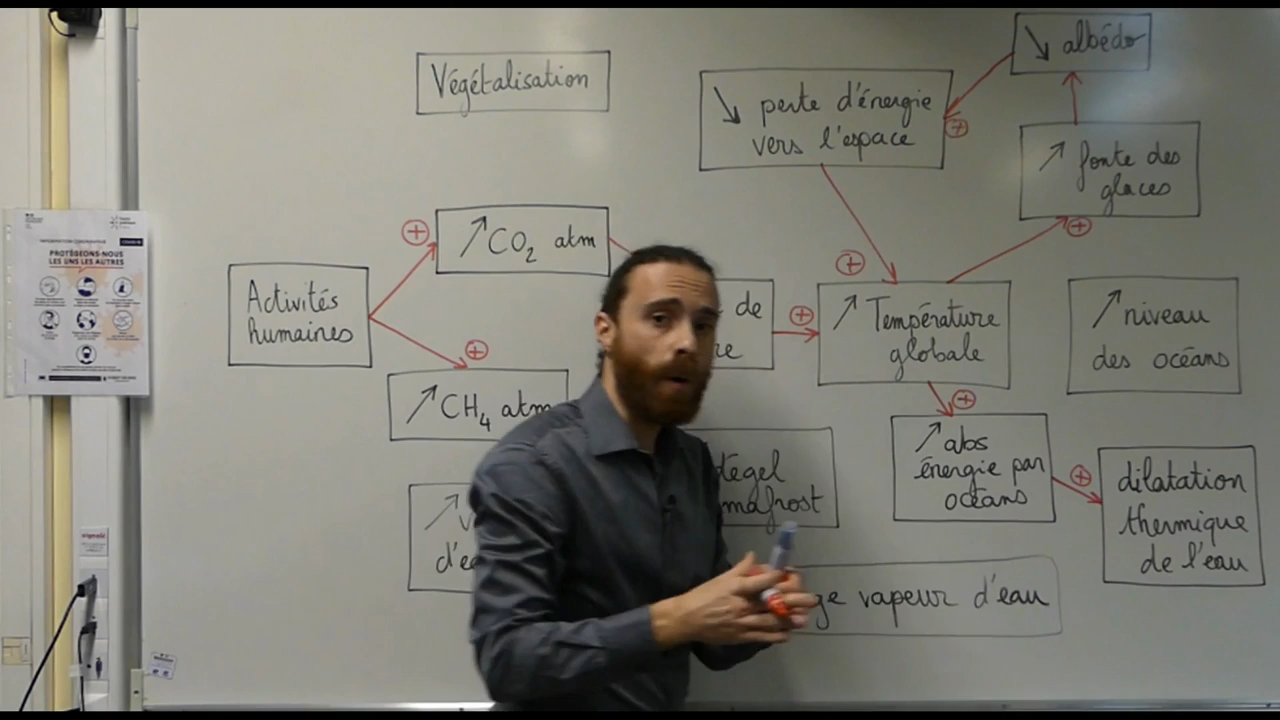 Végétalisation
↘ perte d'énergie
vers l'espace
↘ albédo
↗ fonte des
glaces
↗ CO₂ atm
Activités
humaines
↗ CH₄ atm
de
re
↗ Température
globale
↗ niveau
des océans
↗ abs
énergie par
océans
dilatation
thermique
de l'eau
dégel
mafrost
↗ v
d'ea
ge vapeur d'eau
PROTÉGEONS-NOUS
LES UNS LES AUTRES
+
+
+
+
+
+
+
+